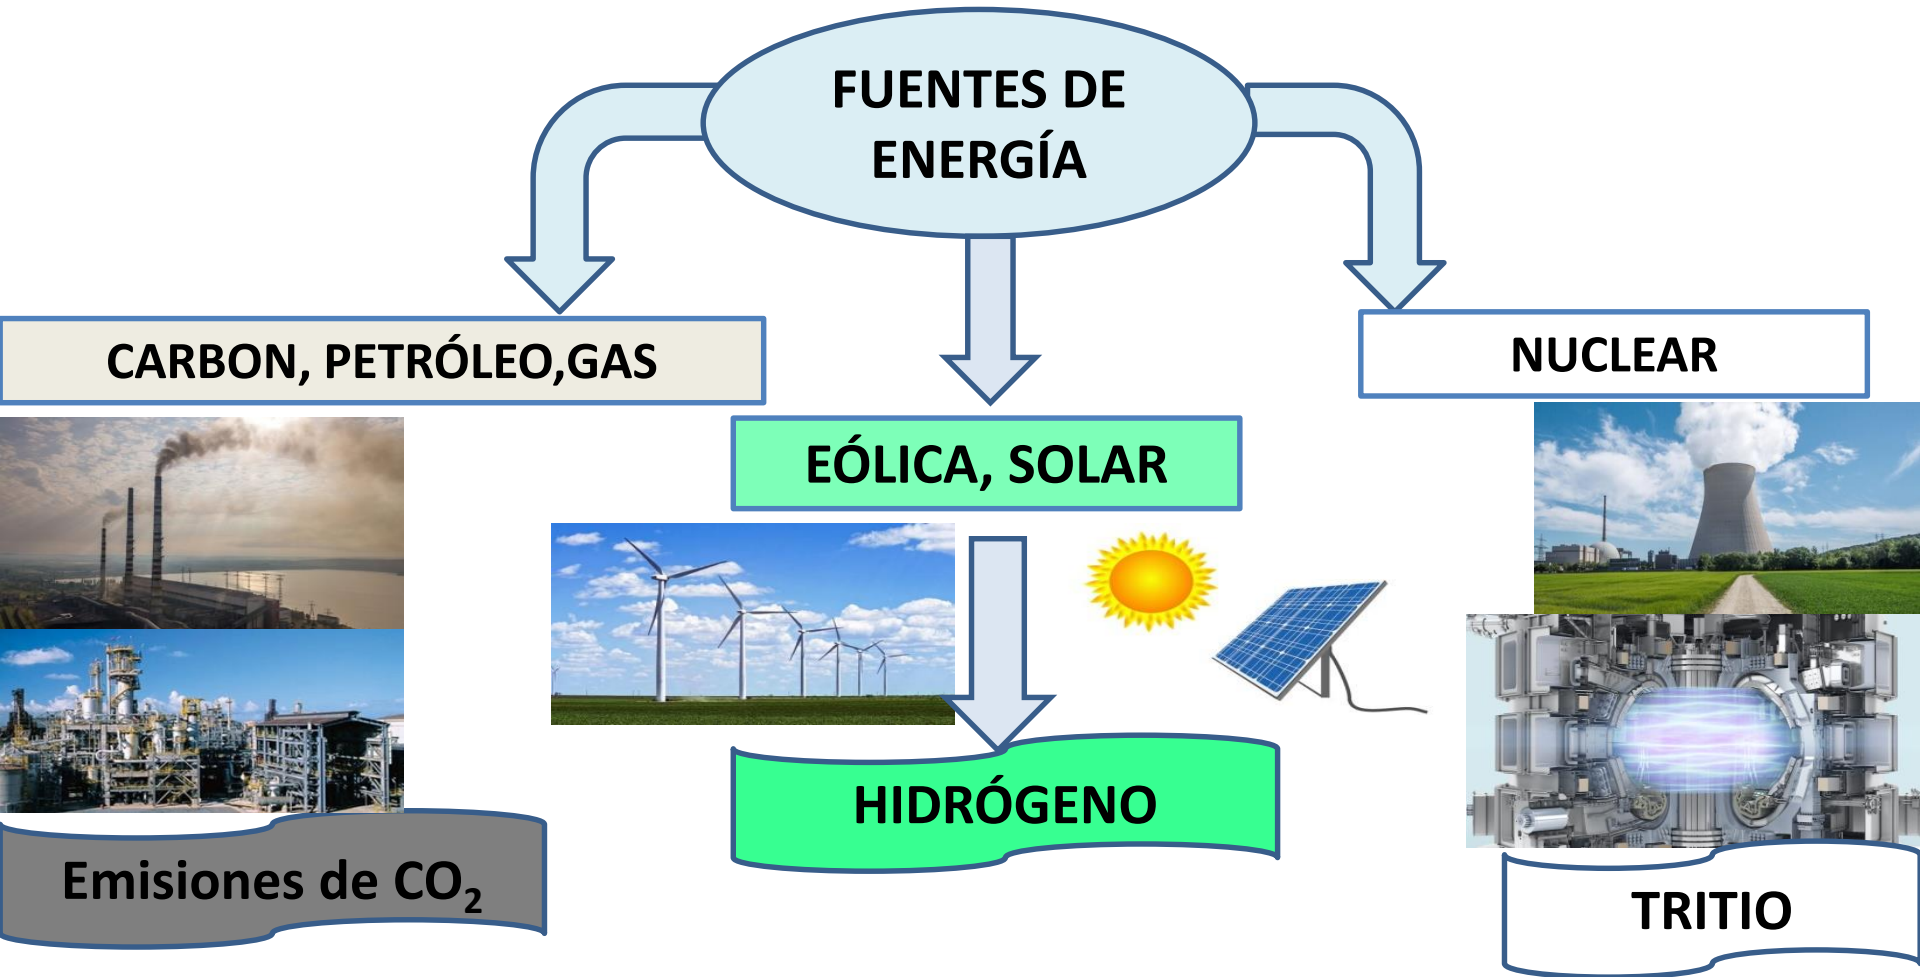 FUENTES DE
ENERGÍA
CARBON, PETRÓLEO,GAS
NUCLEAR
EÓLICA, SOLAR
HIDRÓGENO
Emisiones de CO₂
TRITIO